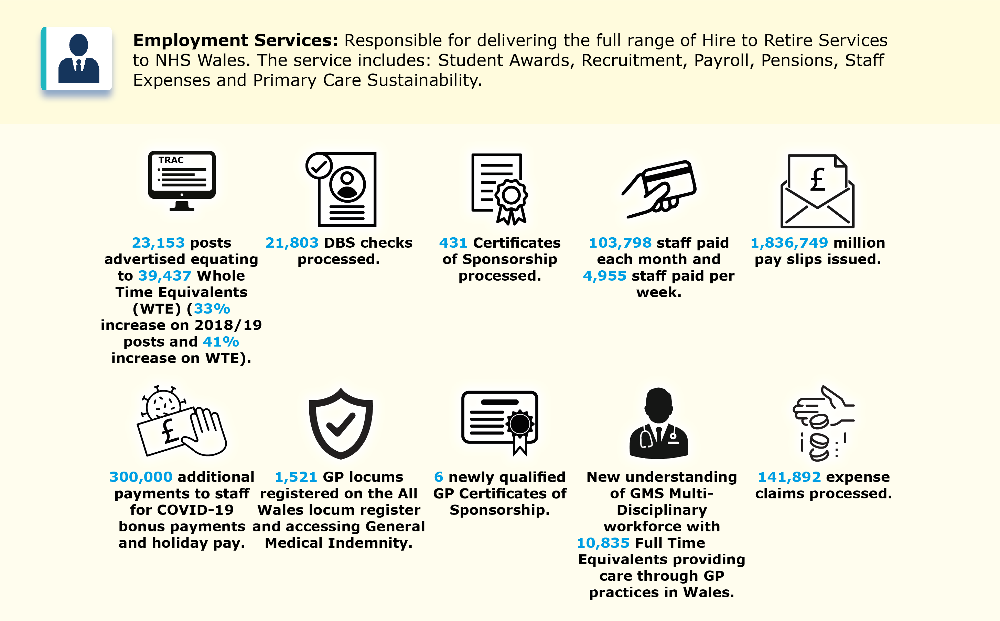 Employment Services: Responsible for delivering the full range of Hire to Retire Services
to NHS Wales. The service includes: Student Awards, Recruitment, Payroll, Pensions, Staff
Expenses and Primary Care Sustainability.
TRAC
23,153 posts
advertised equating
to 39,437 Whole
Time Equivalents
(WTE) (33%
increase on 2018/19
posts and 41%
increase on WTE).
21,803 DBS checks
processed.
431 Certificates
of Sponsorship
processed.
103,798 staff paid
each month and
4,955 staff paid per
week.
£
1,836,749 million
pay slips issued.
£
300,000 additional
payments to staff
for COVID-19
bonus payments
and holiday pay.
1,521 GP locums
registered on the All
Wales locum register
and accessing General
Medical Indemnity.
6 newly qualified
GP Certificates of
Sponsorship.
New understanding
of GMS Multi-
Disciplinary
workforce with
10,835 Full Time
Equivalents providing
care through GP
practices in Wales.
141,892 expense
claims processed.